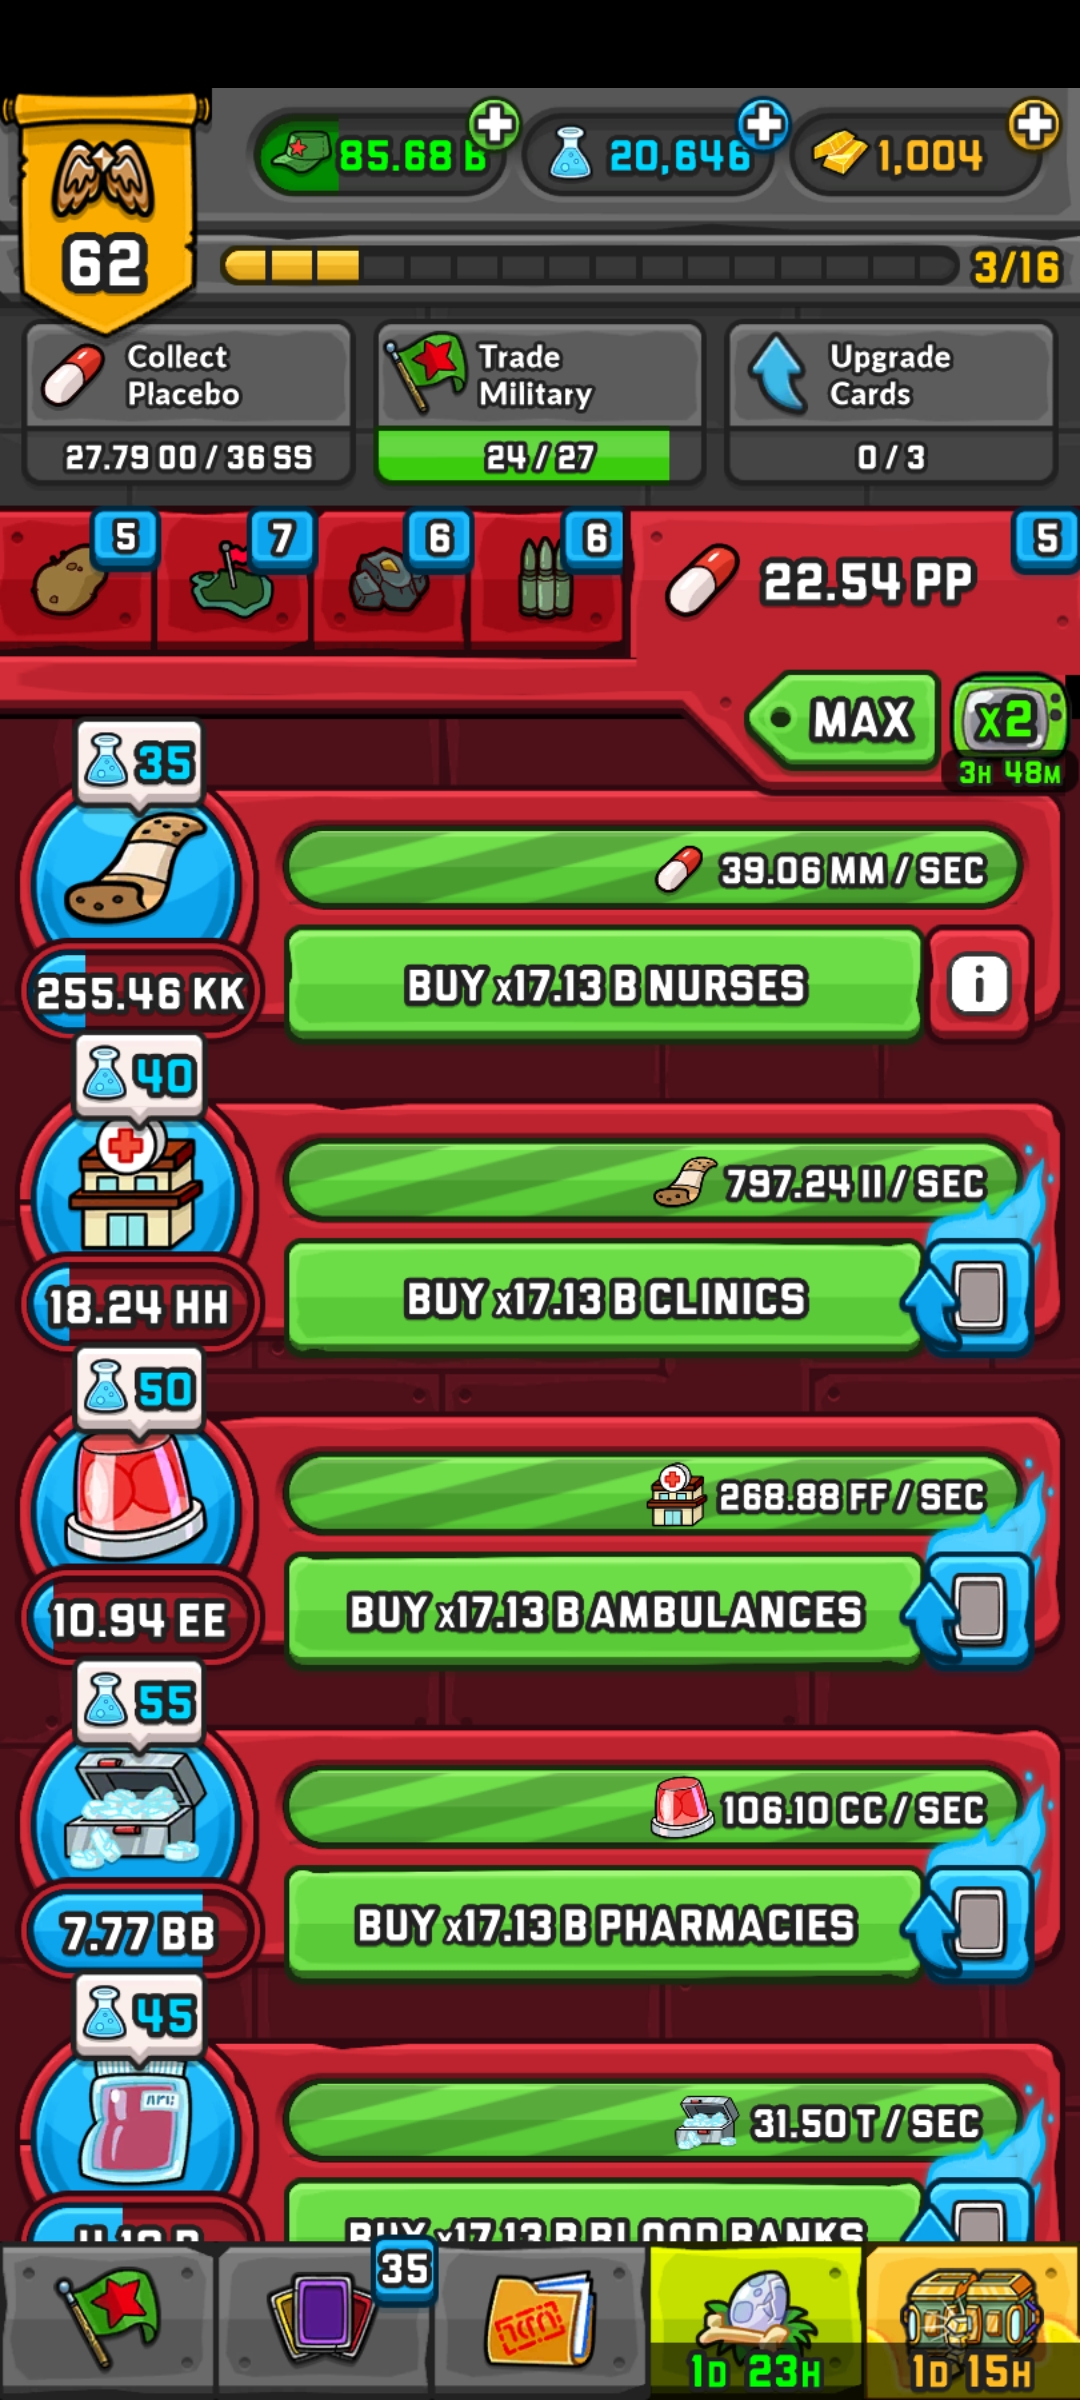 62
85.68 B
20,646
1,004
3/16
Collect
Placebo
27.79 OO / 36 SS
Trade
Military
24 / 27
Upgrade
Cards
0 / 3
5
7
6
6
22.54 PP
5
MAX
x2
3H 48M
35
39.06 MM / SEC
255.46 KK
BUY x17.13 B NURSES
i
40
797.24 II / SEC
18.24 HH
BUY x17.13 B CLINICS
50
268.88 FF / SEC
10.94 EE
BUY x17.13 B AMBULANCES
55
106.10 CC / SEC
7.77 BB
BUY x17.13 B PHARMACIES
45
31.50 T / SEC
BUY x17.13 B BLOOD BANKS
35
1D 23H
1D 15H